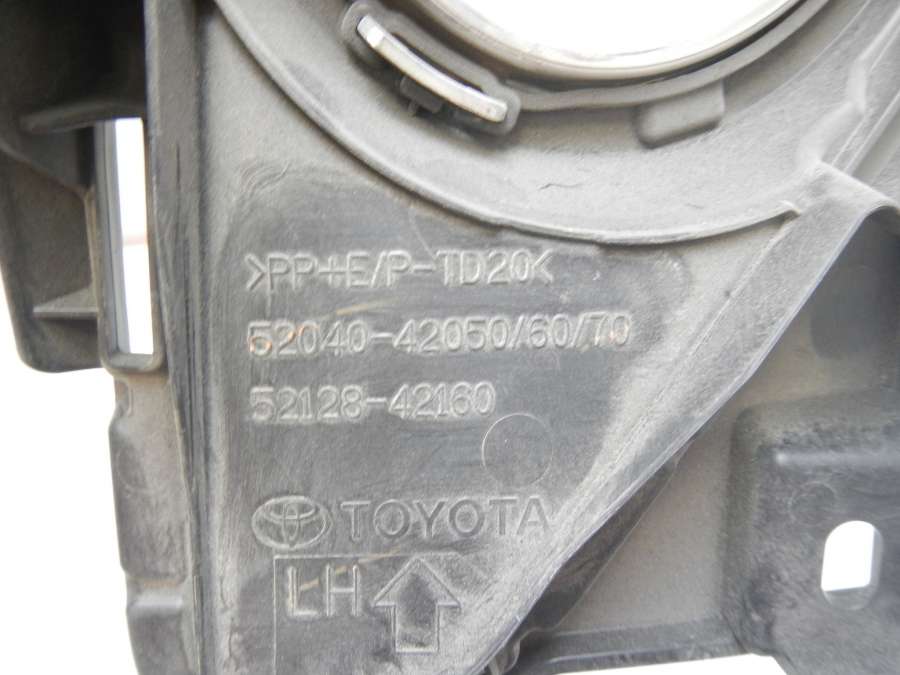 >PP+E/P-TD20<
52040-42050/60/70
52128-42160
TOYOTA
LH